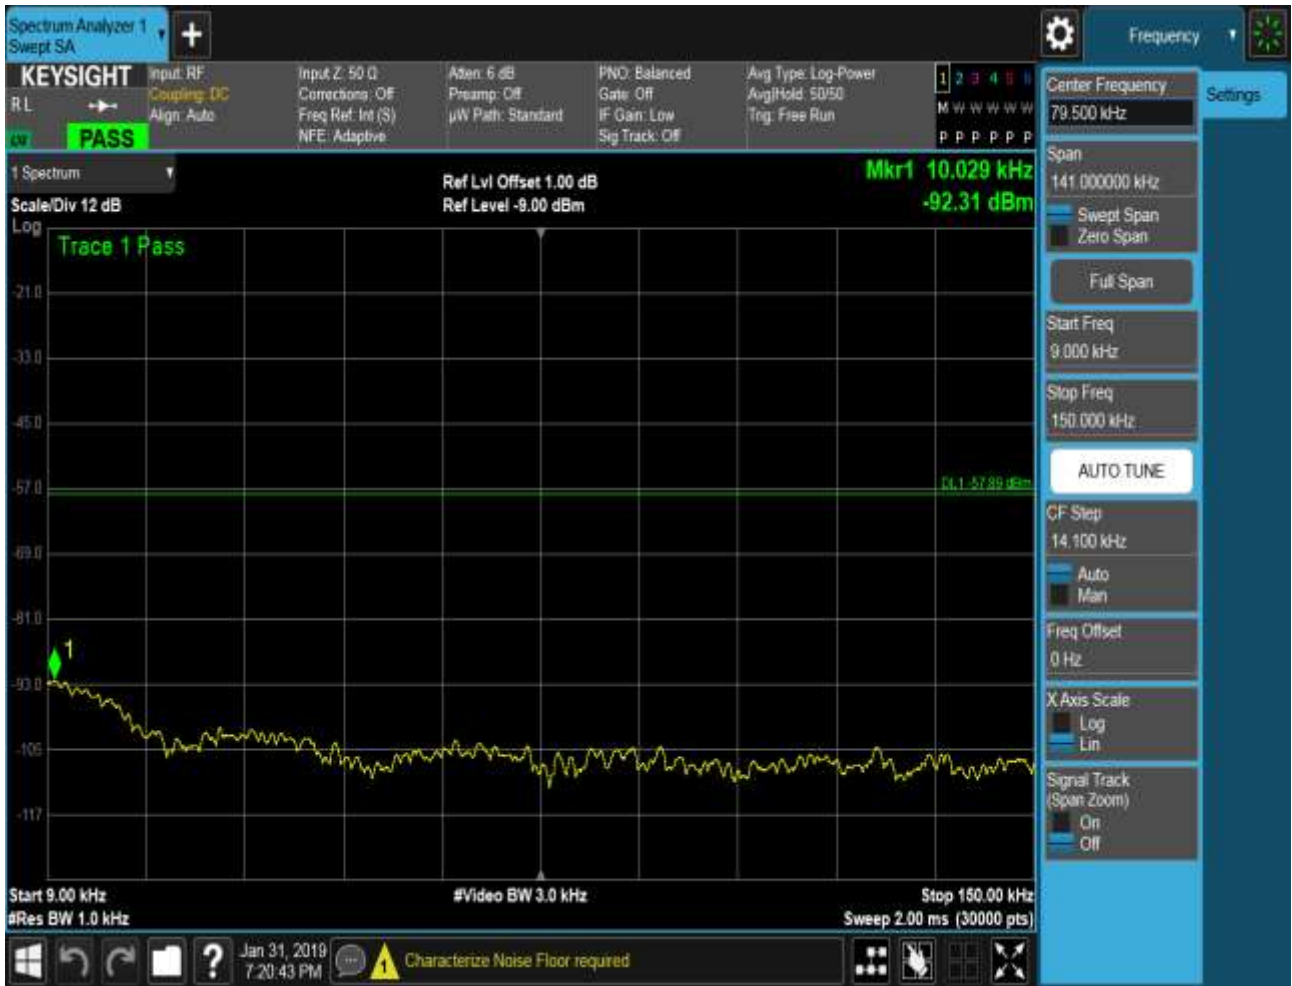 Spectrum Analyzer 1
Swept SA
Frequency
KEYSIGHT
RL
PASS
Input: RF
Coupling: DC
Align: Auto
Input Z: 50 Ω
Corrections: Off
Freq Ref: Int (S)
NFE: Adaptive
Atten: 6 dB
Preamp: Off
µW Path: Standard
PNO: Balanced
Gate: Off
IF Gain: Low
Sig Track: Off
Avg Type: Log-Power
Avg|Hold: 50/50
Trig: Free Run
1 2 3 4 5 6
M W W W W W
P P P P P P
1 Spectrum
Scale/Div 12 dB
Log
Ref Lvl Offset 1.00 dB
Ref Level -9.00 dBm
Mkr1 10.029 kHz
-92.31 dBm
Trace 1 Pass
-21.0
-33.0
-45.0
-57.0
DL1 -57.89 dBm
-69.0
-81.0
1
-93.0
-105
-117
Start 9.00 kHz
#Res BW 1.0 kHz
#Video BW 3.0 kHz
Stop 150.00 kHz
Sweep 2.00 ms (30000 pts)
Center Frequency
79.500 kHz
Settings
Span
141.000000 kHz
Swept Span
Zero Span
Full Span
Start Freq
9.000 kHz
Stop Freq
150.000 kHz
AUTO TUNE
CF Step
14.100 kHz
Auto
Man
Freq Offset
0 Hz
X Axis Scale
Log
Lin
Signal Track
(Span Zoom)
On
Off
?
Jan 31, 2019
7:20:43 PM
1
Characterize Noise Floor required